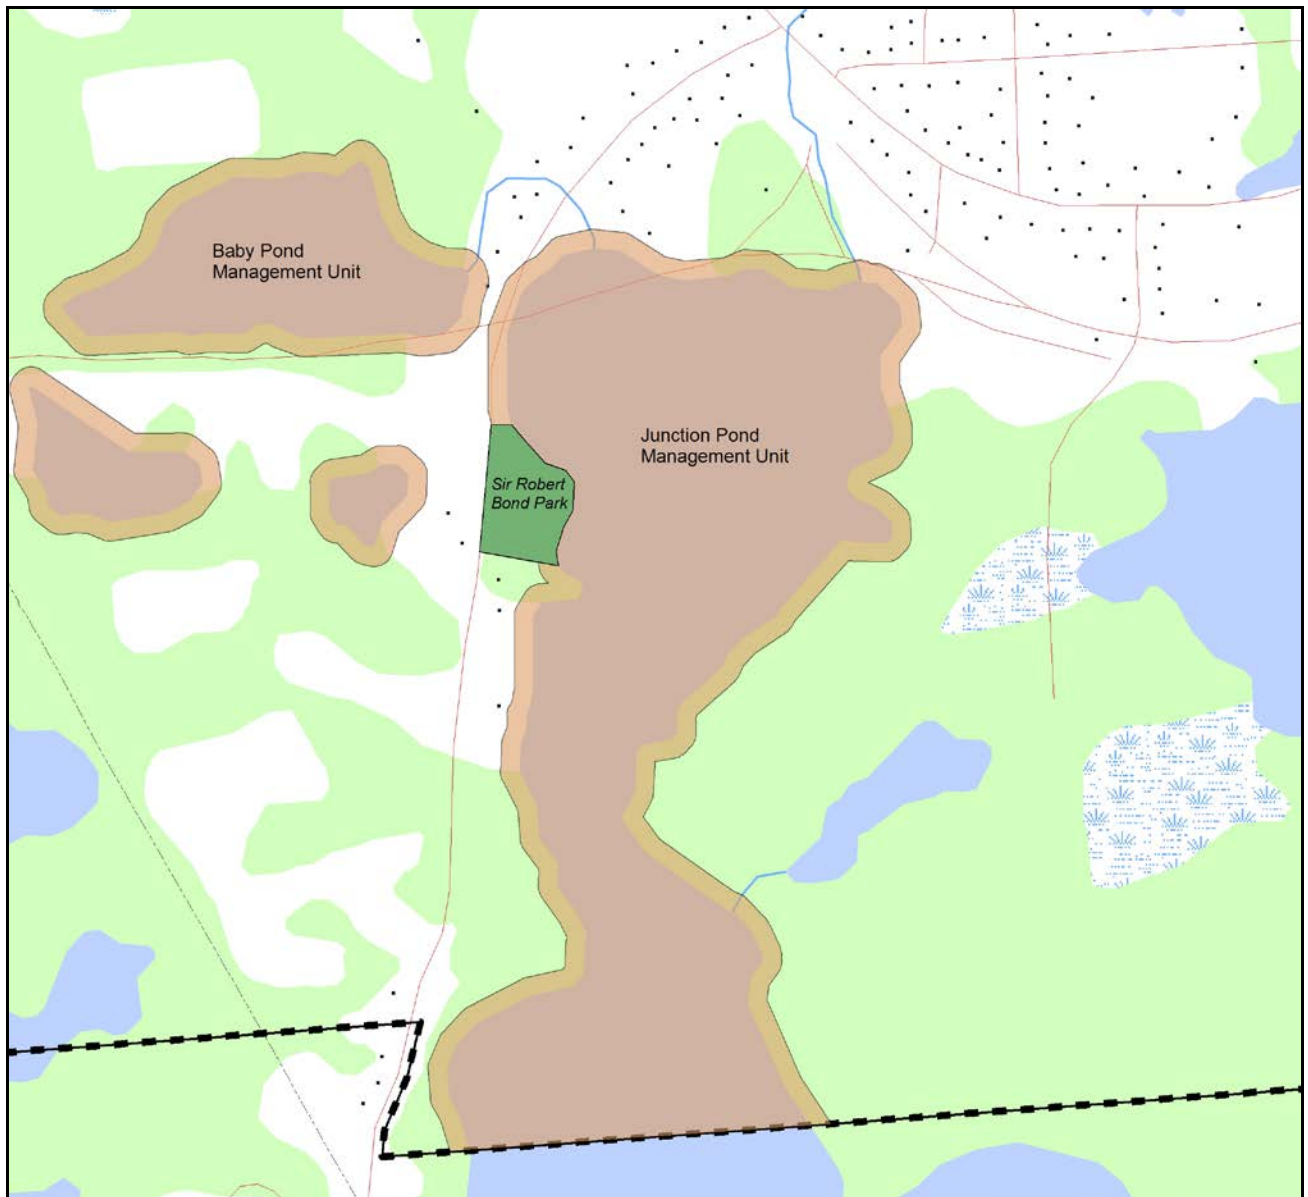 Baby Pond
Management Unit
Junction Pond
Management Unit
Sir Robert
Bond Park